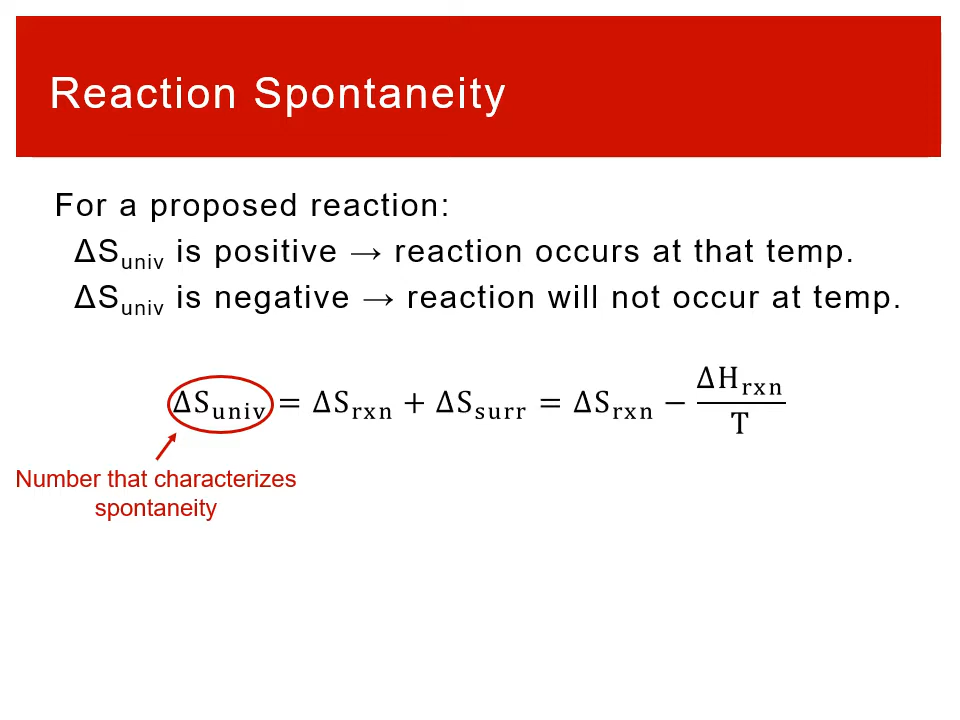 Reaction Spontaneity
For a proposed reaction:
ΔS_univ is positive → reaction occurs at that temp.
ΔS_univ is negative → reaction will not occur at temp.
ΔS_univ = ΔS_rxn + ΔS_surr = ΔS_rxn − ΔH_rxn / T
Number that characterizes
spontaneity